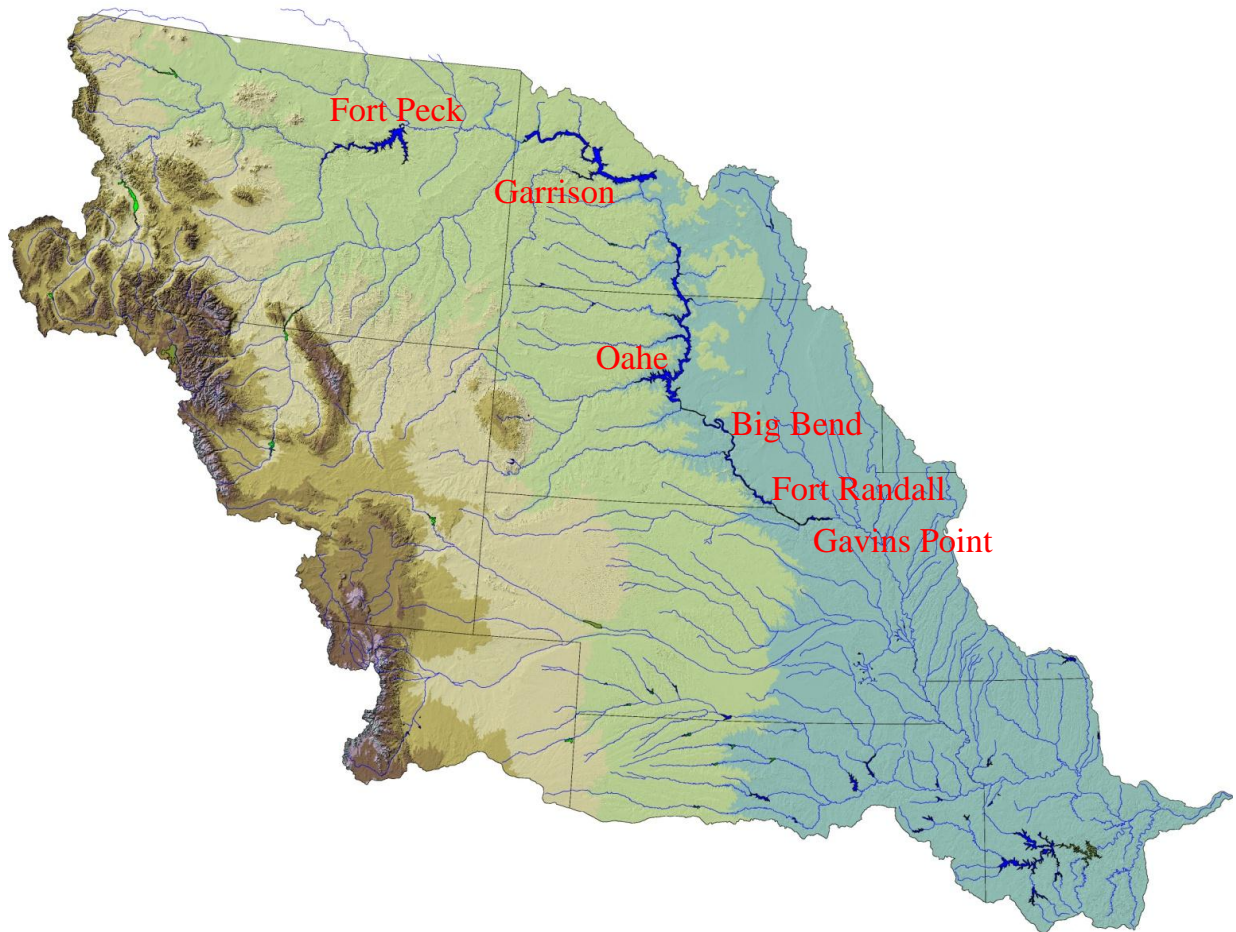 Fort Peck
Garrison
Oahe
Big Bend
Fort Randall
Gavins Point